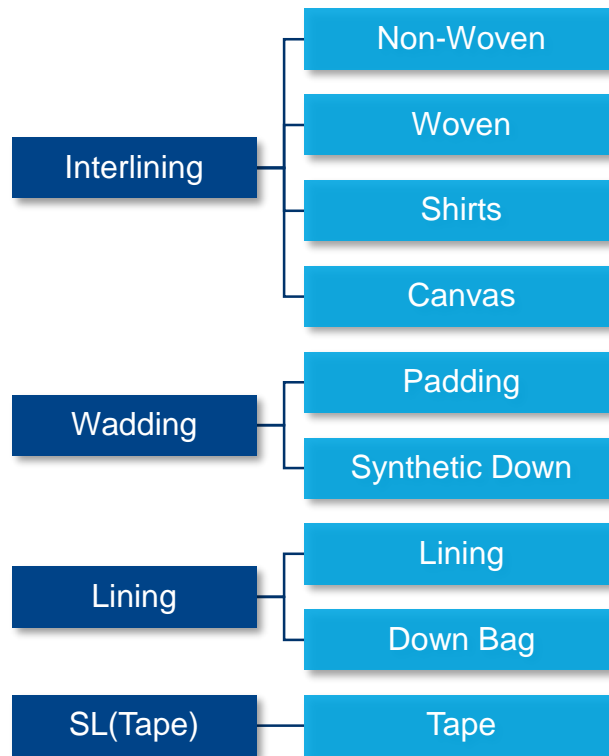 Interlining
Non-Woven
Woven
Shirts
Canvas
Wadding
Padding
Synthetic Down
Lining
Lining
Down Bag
SL(Tape)
Tape